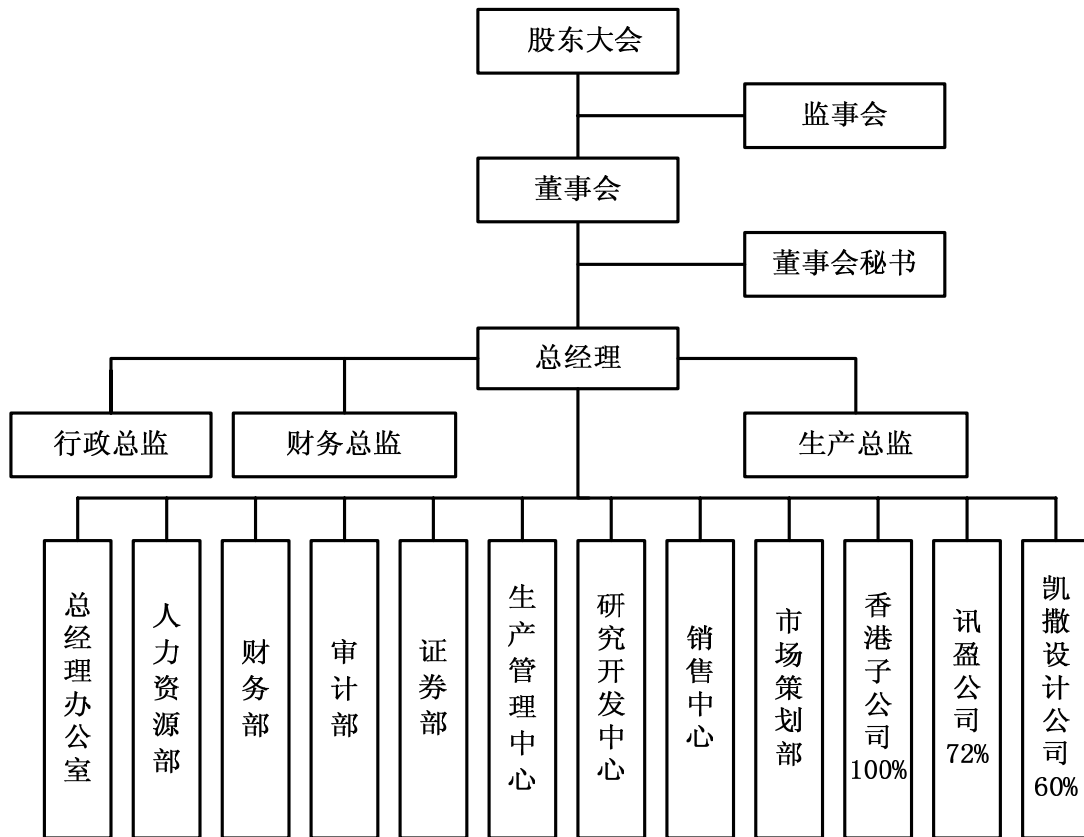 股东大会
监事会
董事会
董事会秘书
总经理
行政总监
财务总监
生产总监
总经理办公室
人力资源部
财务部
审计部
证券部
生产管理中心
研究开发中心
销售中心
市场策划部
香港子公司
100%
讯盈公司
72%
凯撒设计公司
60%